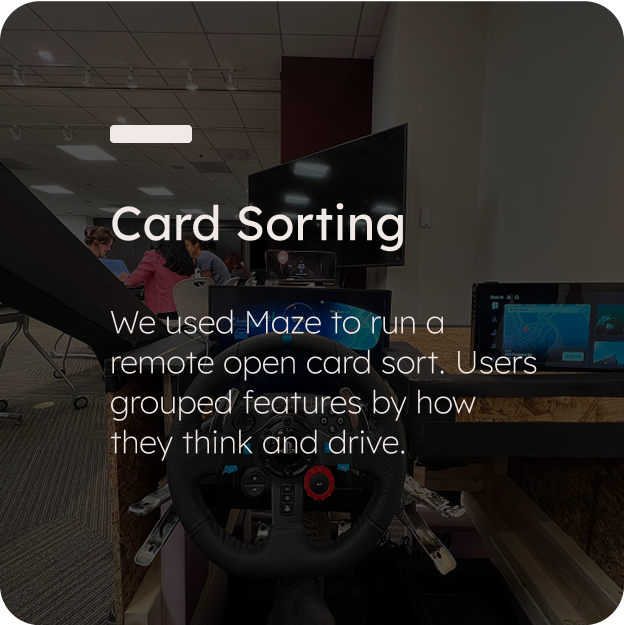 Card Sorting
We used Maze to run a
remote open card sort. Users
grouped features by how
they think and drive.